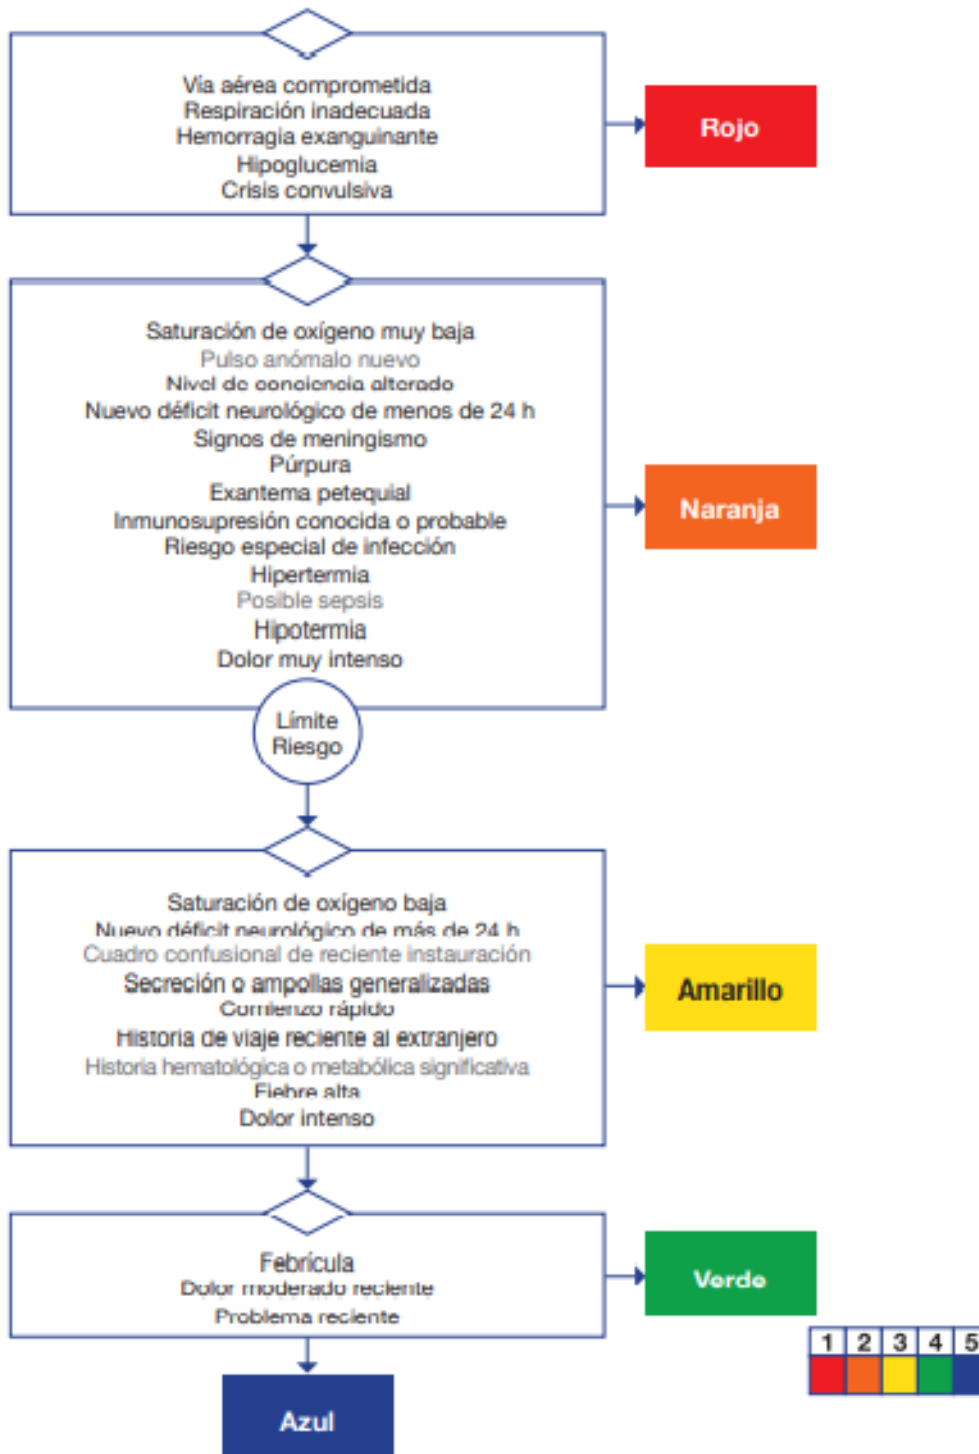 Vía aérea comprometida
Respiración inadecuada
Hemorragia exanguinante
Hipoglucemia
Crisis convulsiva
Rojo
Saturación de oxígeno muy baja
Pulso anómalo nuevo
Nivel de conciencia alterado
Nuevo déficit neurológico de menos de 24 h
Signos de meningismo
Púrpura
Exantema petequial
Inmunosupresión conocida o probable
Riesgo especial de infección
Hipertermia
Posible sepsis
Hipotermia
Dolor muy intenso
Naranja
Límite
Riesgo
Saturación de oxígeno baja
Nuevo déficit neurológico de más de 24 h
Cuadro confusional de reciente instauración
Secreción o ampollas generalizadas
Comienzo rápido
Historia de viaje reciente al extranjero
Historia hematológica o metabólica significativa
Fiebre alta
Dolor intenso
Amarillo
Febrícula
Dolor moderado reciente
Problema reciente
Verde
1 2 3 4 5
Azul